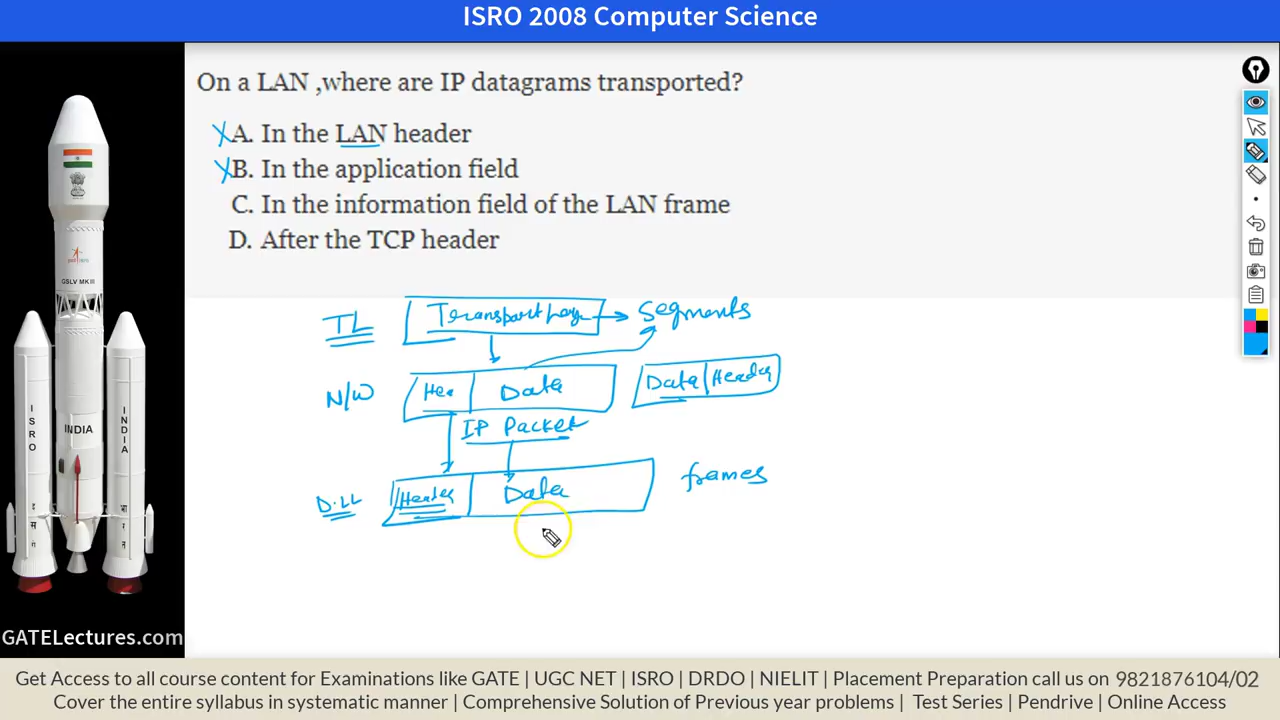 ISRO 2008 Computer Science
On a LAN ,where are IP datagrams transported?
X A. In the LAN header
X B. In the application field
C. In the information field of the LAN frame
D. After the TCP header
TL Transport Layer → Segments
N/W Hea Data Data Header
IP Packet
D.LL Header Data frames
GSLV MK III
INDIA
ISRO
INDIA
GATELectures.com
Get Access to all course content for Examinations like GATE | UGC NET | ISRO | DRDO | NIELIT | Placement Preparation call us on 9821876104/02
Cover the entire syllabus in systematic manner | Comprehensive Solution of Previous year problems | Test Series | Pendrive | Online Access